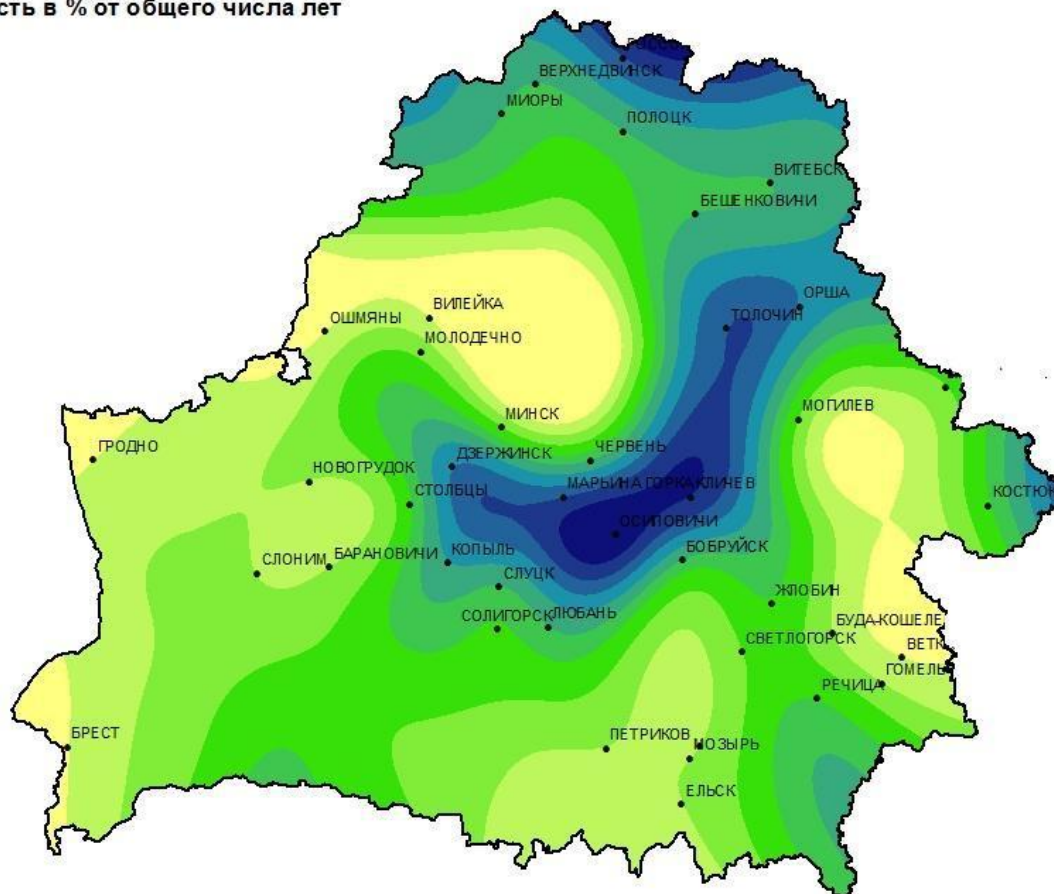 сть в % от общего числа лет
ВЕРХНЕДВИНСК
МИОРЫ
ПОЛОЦК
ВИТЕБСК
БЕШЕНКОВИЧИ
ОРША
ТОЛОЧИН
ВИЛЕЙКА
ОШМЯНЫ
МОЛОДЕЧНО
МОГИЛЕВ
МИНСК
ЧЕРВЕНЬ
ГРОДНО
ДЗЕРЖИНСК
НОВОГРУДОК
МАРЬИНА ГОРКА
КЛИЧЕВ
СТОЛБЦЫ
КОСТЮК
ОСИПОВИЧИ
БОБРУЙСК
БАРАНОВИЧИ
КОПЫЛЬ
СЛОНИМ
СЛУЦК
ЖЛОБИН
СОЛИГОРСК
ЛЮБАНЬ
БУДА-КОШЕЛЕ
СВЕТЛОГОРСК
ВЕТК
ГОМЕЛЬ
РЕЧИЦА
БРЕСТ
ПЕТРИКОВ
МОЗЫРЬ
ЕЛЬСК